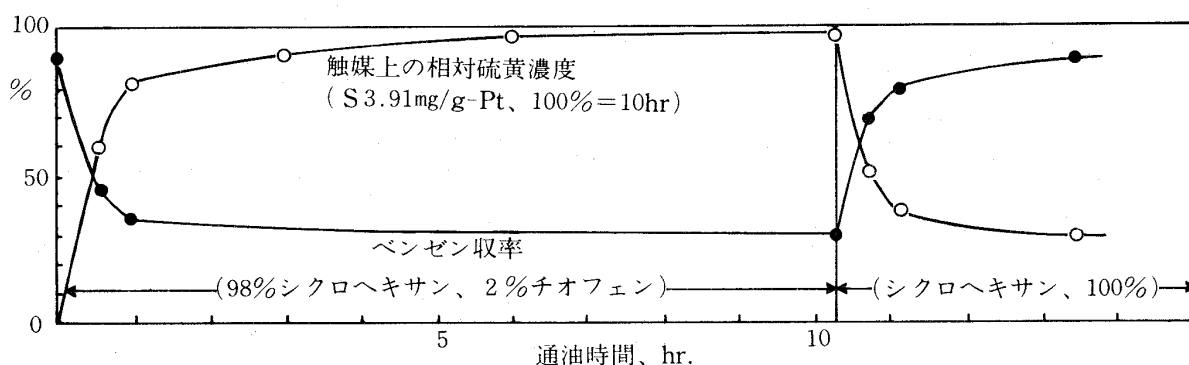 100
%
50
0
触媒上の相対硫黄濃度
(S3.91mg/g-Pt、100%=10hr)
ベンゼン収率
(98%シクロヘキサン、2%チオフェン)
(シクロヘキサン、100%)
5
10
通油時間、hr.